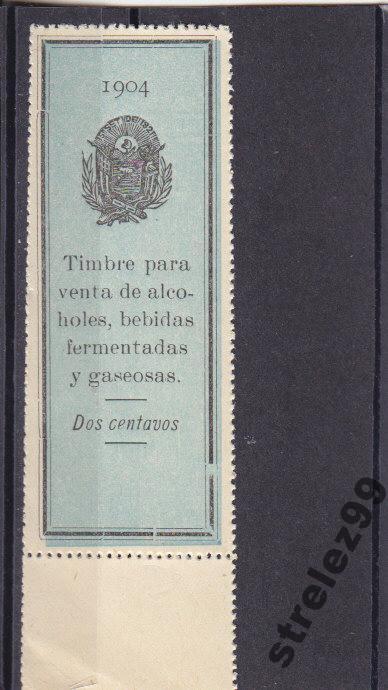 1904
Timbre para
venta de alco-
holes, bebidas
fermentadas
y gaseosas.
Dos centavos
strelez99